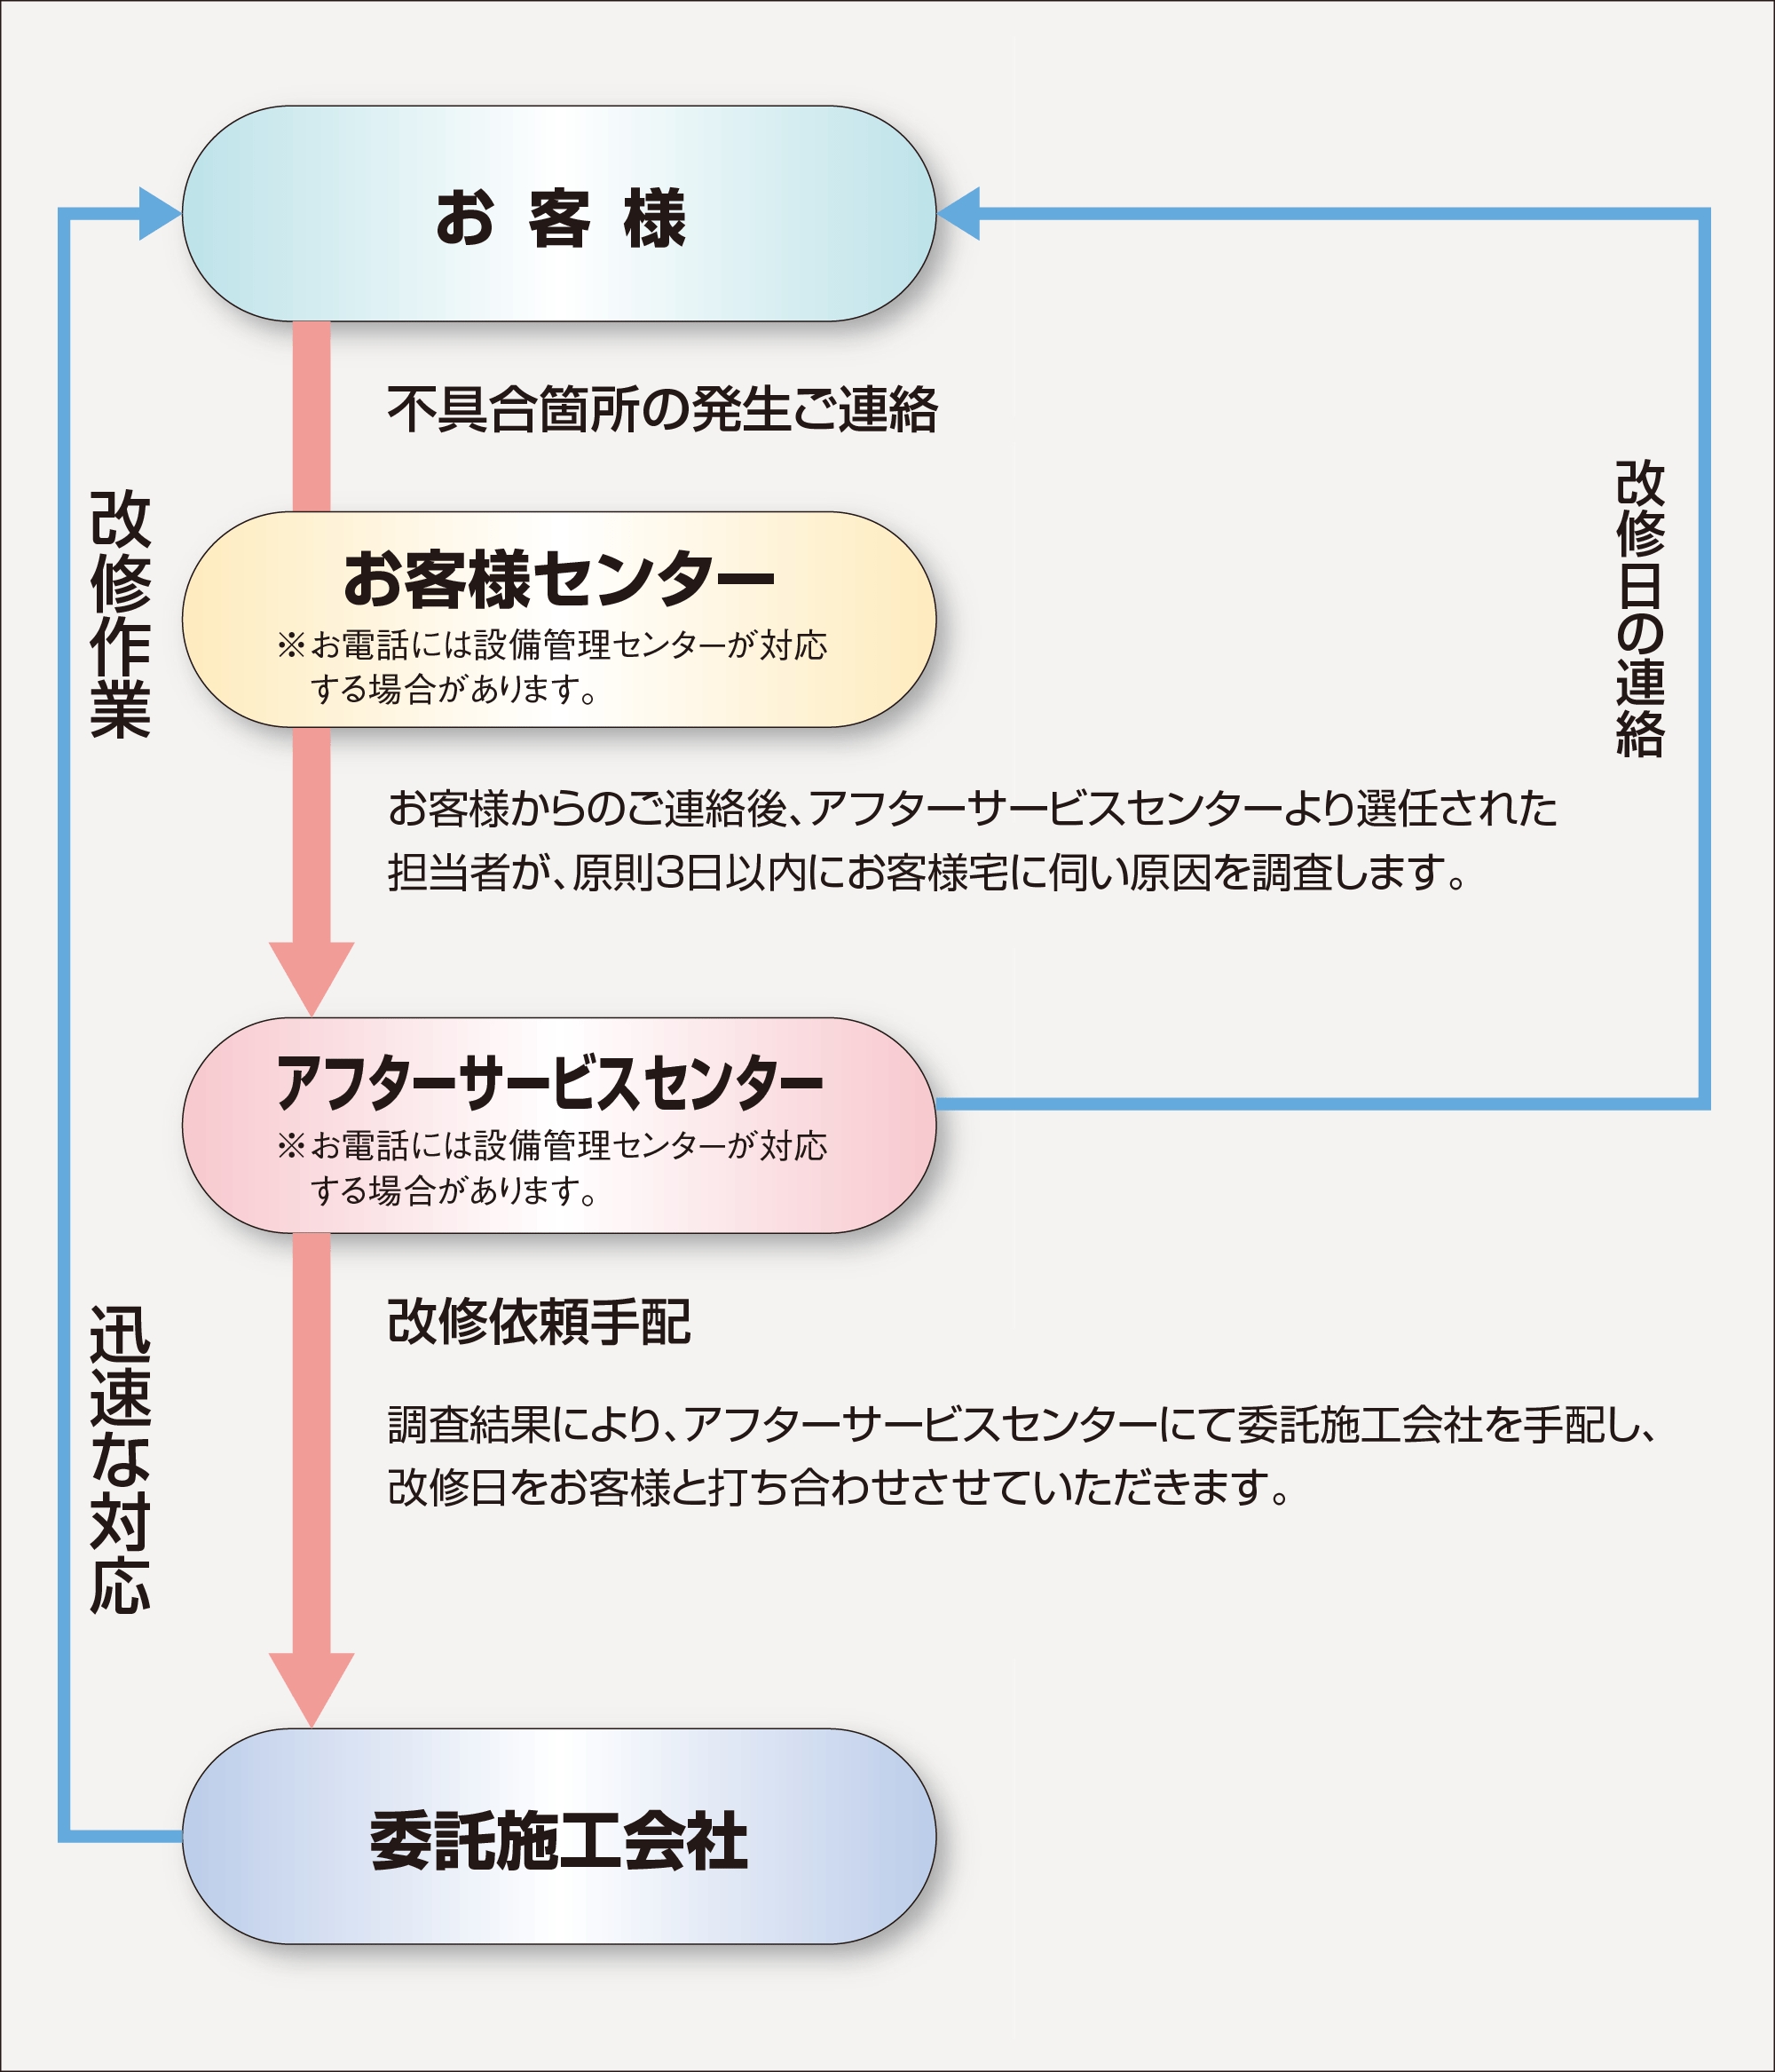 お客様
不具合箇所の発生ご連絡
お客様センター
※お電話には設備管理センターが対応
する場合があります。
改修作業
改修日の連絡
お客様からのご連絡後、アフターサービスセンターより選任された
担当者が、原則3日以内にお客様宅に伺い原因を調査します。
アフターサービスセンター
※お電話には設備管理センターが対応
する場合があります。
迅速な対応
改修依頼手配
調査結果により、アフターサービスセンターにて委託施工会社を手配し、
改修日をお客様と打ち合わせさせていただきます。
委託施工会社